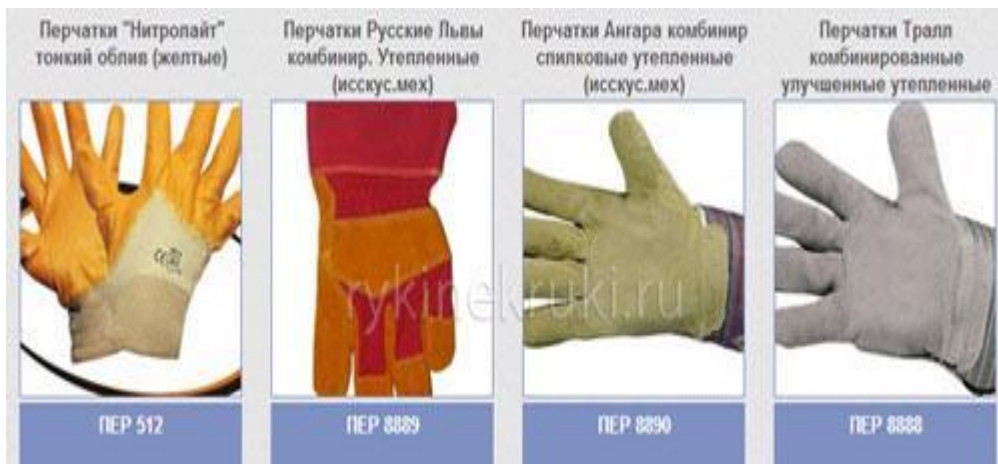 Перчатки "Нитролайт"
тонкий облив (желтые)
Перчатки Русские Львы
комбинир. Утепленные
(исскус.мех)
Перчатки Ангара комбинир
спилковые утепленные
(исскус.мех)
Перчатки Тралл
комбинированные
улучшенные утепленные
CE
rykinekruki.ru
ПЕР 512
ПЕР 8889
ПЕР 8890
ПЕР 8888